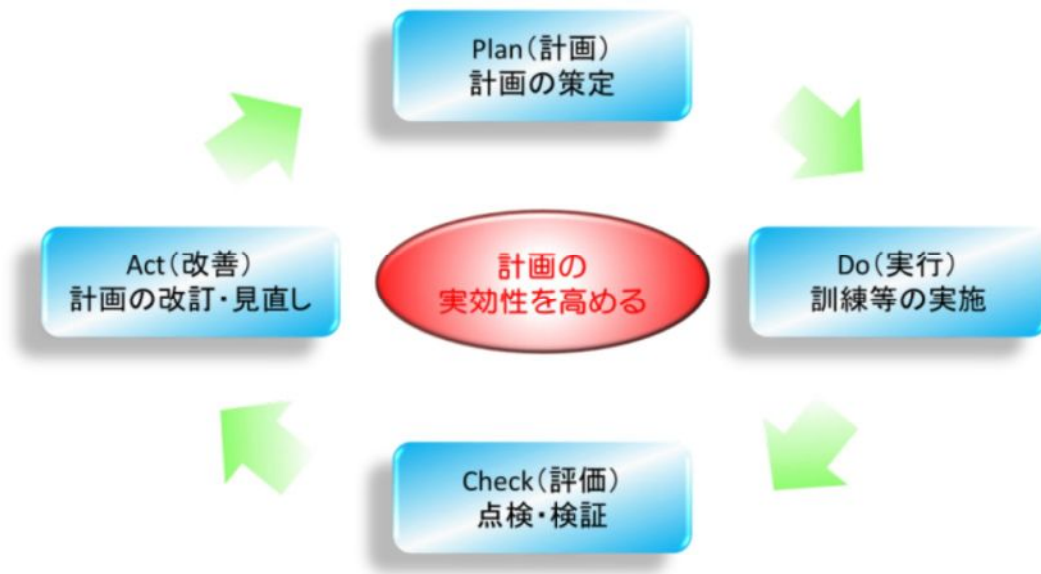 Plan（計画）
計画の策定
Act（改善）
計画の改訂・見直し
計画の
実効性を高める
Do（実行）
訓練等の実施
Check（評価）
点検・検証